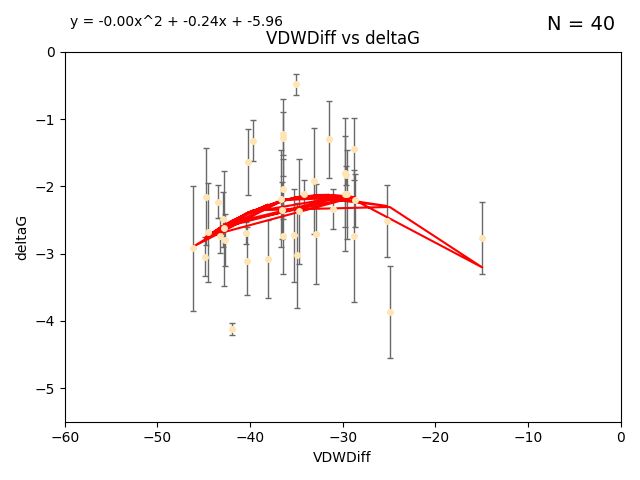 y = -0.00x^2 + -0.24x + -5.96
N = 40
VDWDiff vs deltaG
0
−1
−2
−3
−4
−5
deltaG
−60 −50 −40 −30 −20 −10 0
VDWDiff